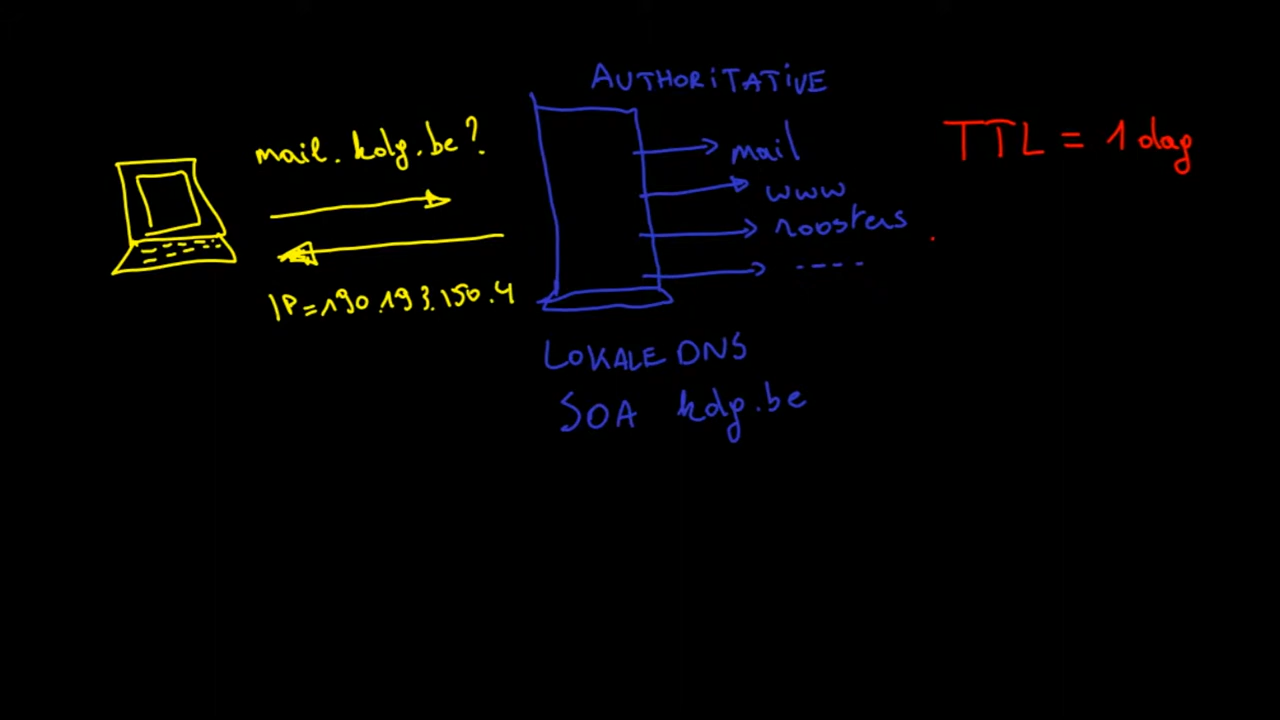 AUTHORITATIVE
mail.kdg.be?
TTL = 1 dag
mail
www
roosters
----
IP=190.193.150.4
LOKALE DNS
SOA kdg.be